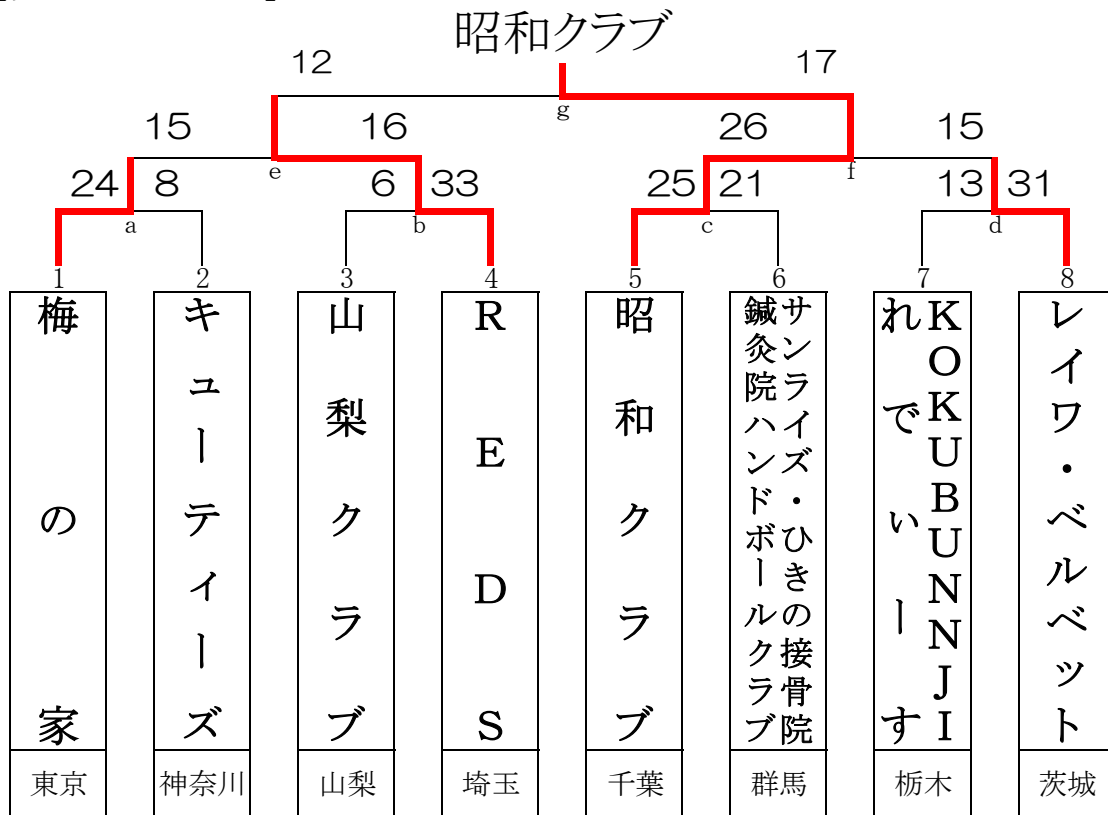 昭和クラブ
12
17
g
15
16
26
15
e
f
24
8
6
33
25
21
13
31
a
b
c
d
1
2
3
4
5
6
7
8
梅の家
キューティーズ
山梨クラブ
REDS
昭和クラブ
サンライズ・ひきの接骨院
鍼灸院ハンドボールクラブ
KOKUBUNNJI
れでぃーす
レイワ・ベルベット
東京
神奈川
山梨
埼玉
千葉
群馬
栃木
茨城